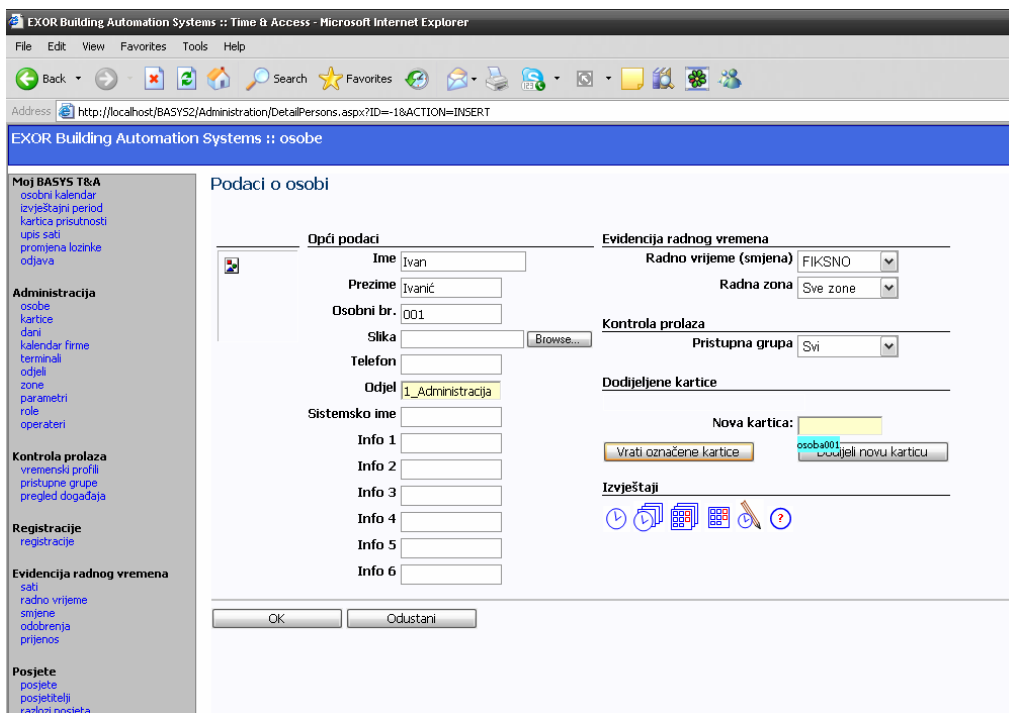 EXOR Building Automation Systems :: Time & Access - Microsoft Internet Explorer
File Edit View Favorites Tools Help
Back Search Favorites
Address http://localhost/BASYS2/Administration/DetailPersons.aspx?ID=-1&ACTION=INSERT
EXOR Building Automation Systems :: osobe
Moj BASYS T&A
osobni kalendar
izvještajni period
kartica prisutnosti
upis sati
promjena lozinke
odjava
Administracija
osobe
kartice
dani
kalendar firme
terminali
odjeli
zone
parametri
role
operateri
Kontrola prolaza
vremenski profili
pristupne grupe
pregled događaja
Registracije
registracije
Evidencija radnog vremena
sati
radno vrijeme
smjene
odobrenja
prijenos
Posjete
posjete
posjetitelji
razlozi posjeta
Podaci o osobi
Opći podaci
Ime Ivan
Prezime Ivanić
Osobni br. 001
Slika Browse...
Telefon
Odjel 1_Administracija
Sistemsko ime
Info 1
Info 2
Info 3
Info 4
Info 5
Info 6
Evidencija radnog vremena
Radno vrijeme (smjena) FIKSNO
Radna zona Sve zone
Kontrola prolaza
Pristupna grupa Svi
Dodijeljene kartice
Nova kartica:
osoba001
Vrati označene kartice Dodijeli novu karticu
Izvještaji
OK Odustani